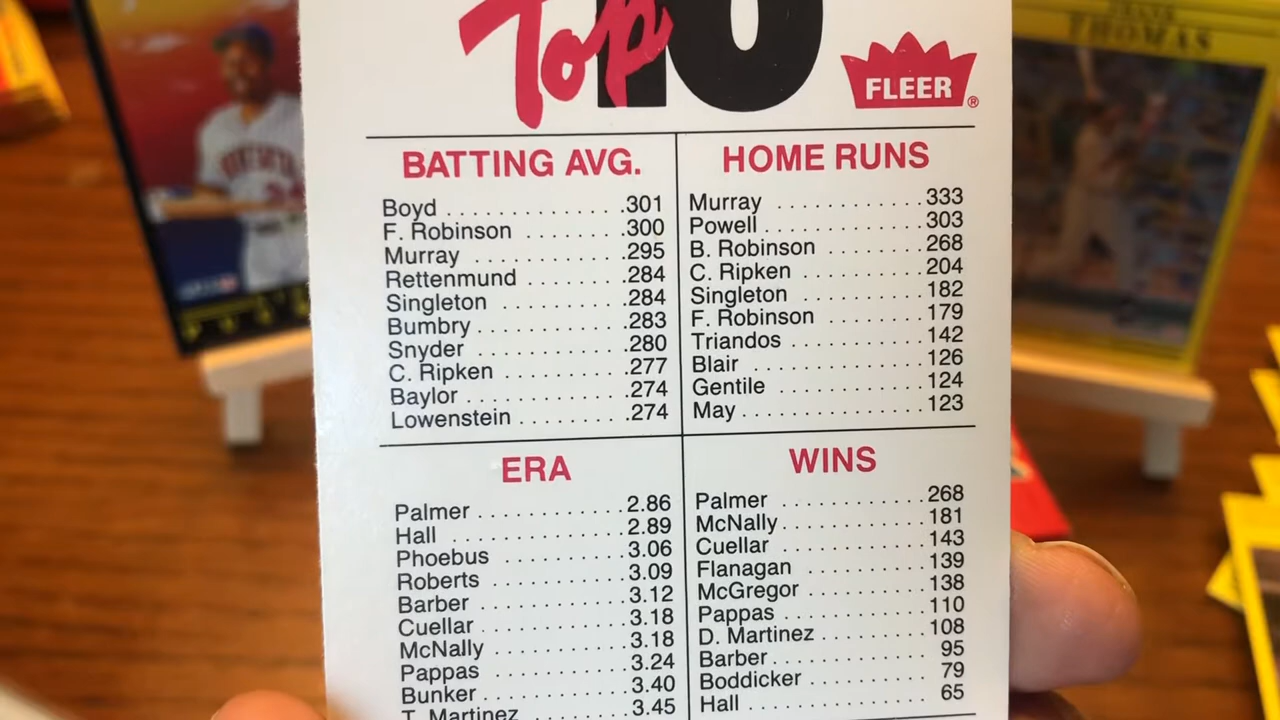 Top 10
FLEER®
BATTING AVG.
Boyd . . . . . . . . . . . . . .301
F. Robinson . . . . . . . .300
Murray . . . . . . . . . . . .295
Rettenmund . . . . . . . .284
Singleton . . . . . . . . . .284
Bumbry . . . . . . . . . . . .283
Snyder . . . . . . . . . . . .280
C. Ripken . . . . . . . . . .277
Baylor . . . . . . . . . . . . .274
Lowenstein . . . . . . . . .274
HOME RUNS
Murray . . . . . . . . . . . . 333
Powell . . . . . . . . . . . . . 303
B. Robinson . . . . . . . . 268
C. Ripken . . . . . . . . . . 204
Singleton . . . . . . . . . . 182
F. Robinson . . . . . . . . 179
Triandos . . . . . . . . . . . 142
Blair . . . . . . . . . . . . . . 126
Gentile . . . . . . . . . . . . 124
May . . . . . . . . . . . . . . . 123
ERA
Palmer . . . . . . . . . . . . 2.86
Hall . . . . . . . . . . . . . . 2.89
Phoebus . . . . . . . . . . 3.06
Roberts . . . . . . . . . . . 3.09
Barber . . . . . . . . . . . . 3.12
Cuellar . . . . . . . . . . . . 3.18
McNally . . . . . . . . . . . 3.18
Pappas . . . . . . . . . . . 3.24
Bunker . . . . . . . . . . . . 3.40
T. Martinez . . . . . . . . 3.45
WINS
Palmer . . . . . . . . . . . . 268
McNally . . . . . . . . . . . . 181
Cuellar . . . . . . . . . . . . 143
Flanagan . . . . . . . . . . 139
McGregor . . . . . . . . . . 138
Pappas . . . . . . . . . . . . 110
D. Martinez . . . . . . . . . 108
Barber . . . . . . . . . . . . . 95
Boddicker . . . . . . . . . . 79
Hall . . . . . . . . . . . . . . . 65
THOMAS